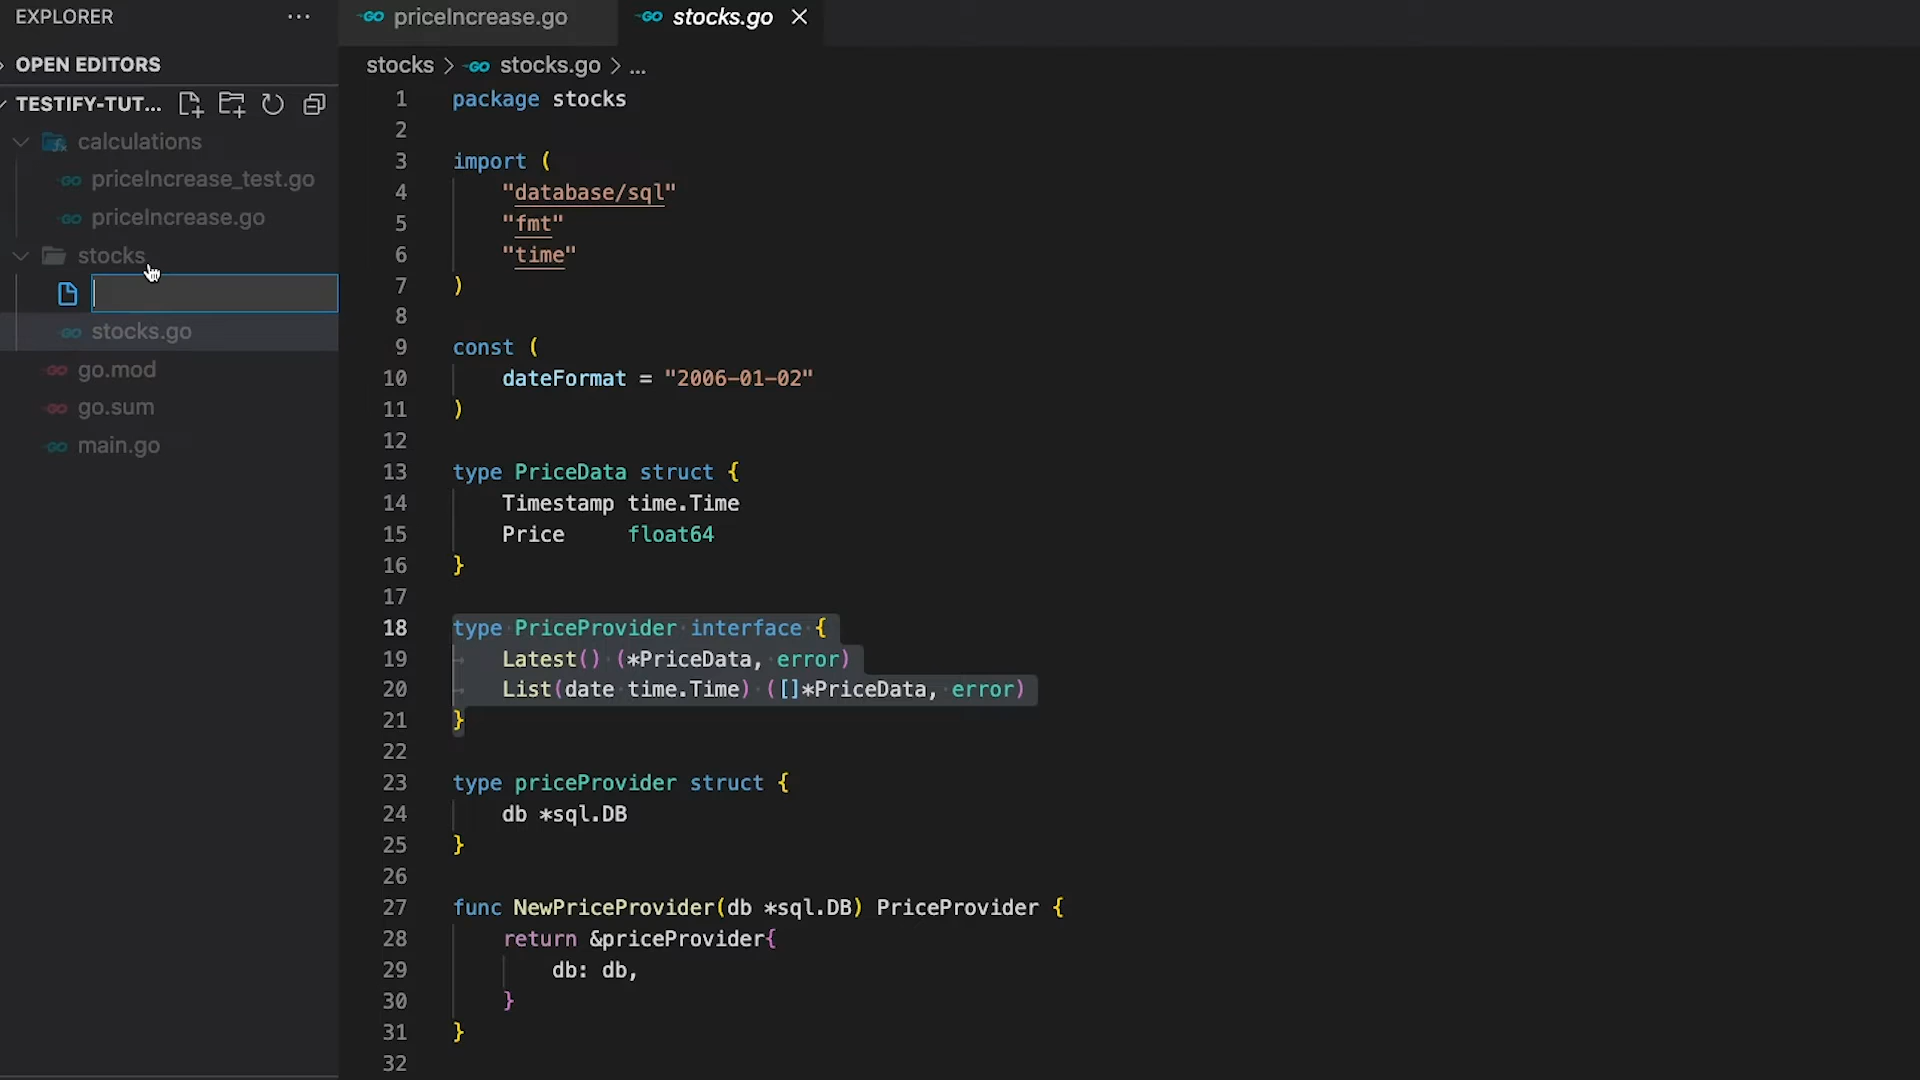 EXPLORER
OPEN EDITORS
TESTIFY-TUT...
calculations
priceIncrease_test.go
priceIncrease.go
stocks
stocks.go
go.mod
go.sum
main.go
priceIncrease.go
stocks.go
stocks > stocks.go > ...
1 package stocks
2
3 import (
4 "database/sql"
5 "fmt"
6 "time"
7 )
8
9 const (
10 dateFormat = "2006-01-02"
11 )
12
13 type PriceData struct {
14 Timestamp time.Time
15 Price float64
16 }
17
18 type PriceProvider interface {
19 Latest() (*PriceData, error)
20 List(date time.Time) ([]*PriceData, error)
21 }
22
23 type priceProvider struct {
24 db *sql.DB
25 }
26
27 func NewPriceProvider(db *sql.DB) PriceProvider {
28 return &priceProvider{
29 db: db,
30 }
31 }
32